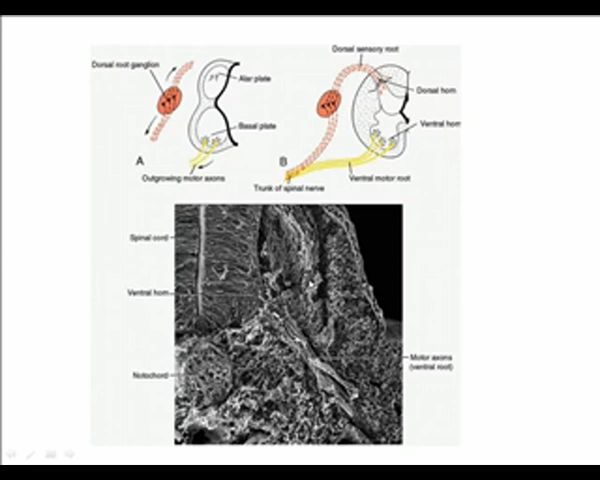 Dorsal sensory root
Dorsal root ganglion
Alar plate
Dorsal horn
Basal plate
Ventral horn
A
B
Outgrowing motor axons
Ventral motor root
Trunk of spinal nerve
Spinal cord
Ventral horn
Motor axons
(ventral root)
Notochord